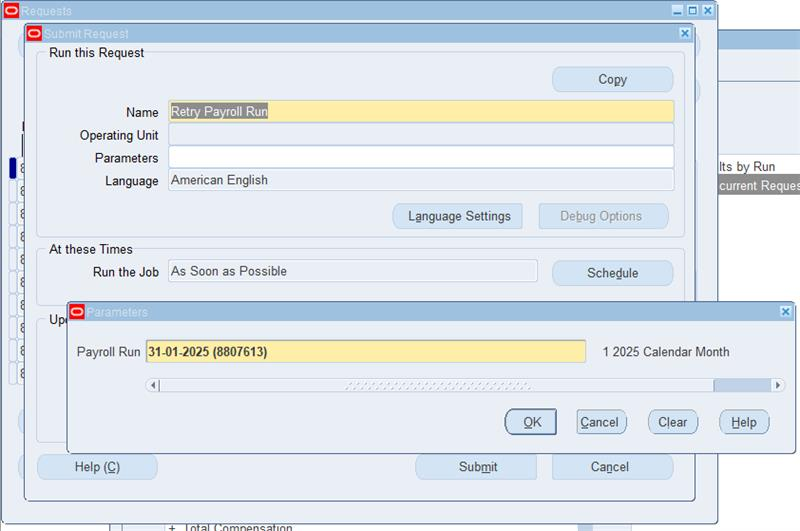 Requests
Submit Request
Run this Request
Copy
Name Retry Payroll Run
Operating Unit
Parameters
Language American English
Language Settings Debug Options
lts by Run
current Reques
At these Times
Run the Job As Soon as Possible Schedule
Upo
Parameters
Payroll Run 31-01-2025 (8807613) 1 2025 Calendar Month
OK Cancel Clear Help
Help (C) Submit Cancel
+ Total Compensation